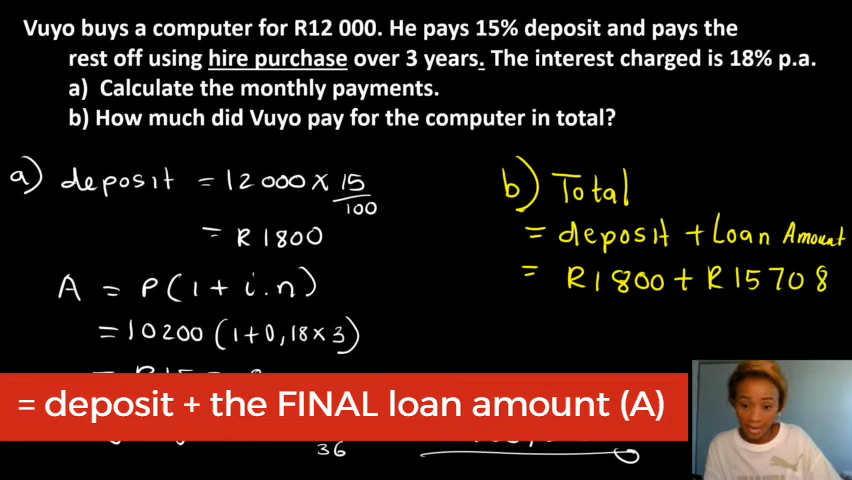 Vuyo buys a computer for R12 000. He pays 15% deposit and pays the
rest off using hire purchase over 3 years. The interest charged is 18% p.a.
a) Calculate the monthly payments.
b) How much did Vuyo pay for the computer in total?
a) deposit = 12 000 × 15/100
= R1800
A = P(1 + i.n)
= 10200 (1+0,18×3)
b) Total
= deposit + Loan Amount
= R1800 + R15708
= deposit + the FINAL loan amount (A)
36